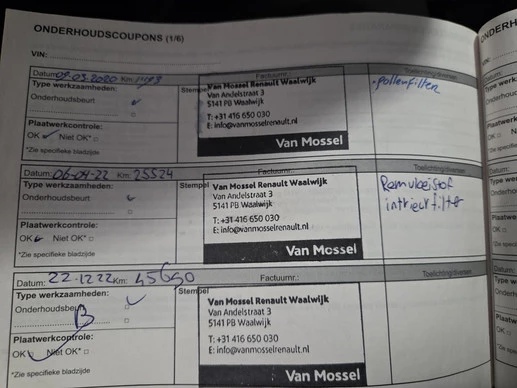 ONDERHOUDSCOUPONS (1/6)
ONDERH
VIN:
Datum: 09-03-2020 Km:
Factuurnr.:
Toelichting/diversen
Type werkzaamheden:
Onderhoudsbeurt
Plaatwerkcontrole:
OK Niet OK*
*Zie specifieke bladzijde
Stempel
Van Mossel Renault Waalwijk
Van Andelstraat 3
5141 PB Waalwijk
T: +31 416 650 030
E: info@vanmosselrenault.nl
Van Mossel
- pollenfilter
Datum: 06-04-22 Km: 25524
Factuurnr.:
Toelichting/diversen
Type werkzaamheden:
Onderhoudsbeurt
Plaatwerkcontrole:
OK Niet OK*
*Zie specifieke bladzijde
Stempel
Van Mossel Renault Waalwijk
Van Andelstraat 3
5141 PB Waalwijk
T: +31 416 650 030
E: info@vanmosselrenault.nl
Van Mossel
Remvloeistof
intrieurfilter
Datum: 22-12-22 Km: 45650
Factuurnr.:
Toelichting/diversen
Type werkzaamheden:
Onderhoudsbeurt
B
Plaatwerkcontrole:
OK Niet OK*
*Zie specifieke bladzijde
Stempel
Van Mossel Renault Waalwijk
Van Andelstraat 3
5141 PB Waalwijk
T: +31 416 650 030
E: info@vanmosselrenault.nl
Van Mossel